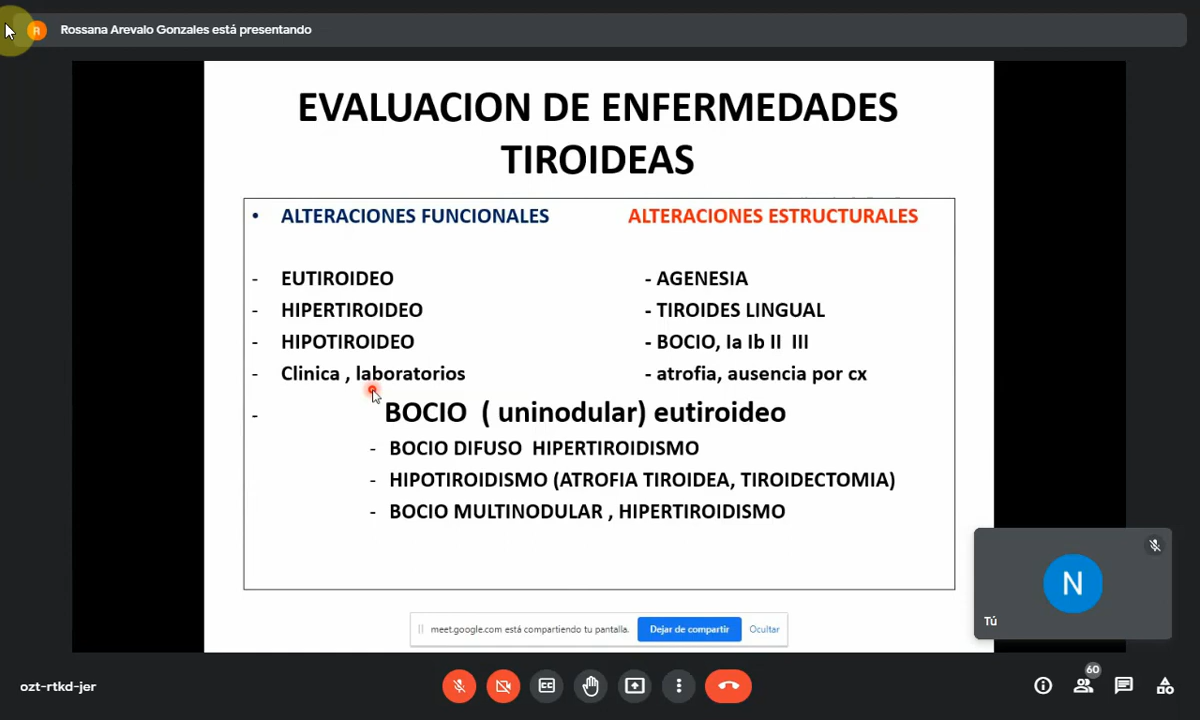 R
Rossana Arevalo Gonzales está presentando
EVALUACION DE ENFERMEDADES
TIROIDEAS
• ALTERACIONES FUNCIONALES ALTERACIONES ESTRUCTURALES
- EUTIROIDEO - AGENESIA
- HIPERTIROIDEO - TIROIDES LINGUAL
- HIPOTIROIDEO - BOCIO, Ia Ib II III
- Clinica , laboratorios - atrofia, ausencia por cx
- BOCIO ( uninodular) eutiroideo
- BOCIO DIFUSO HIPERTIROIDISMO
- HIPOTIROIDISMO (ATROFIA TIROIDEA, TIROIDECTOMIA)
- BOCIO MULTINODULAR , HIPERTIROIDISMO
N
Tú
meet.google.com está compartiendo tu pantalla. Dejar de compartir Ocultar
ozt-rtkd-jer
CC
60